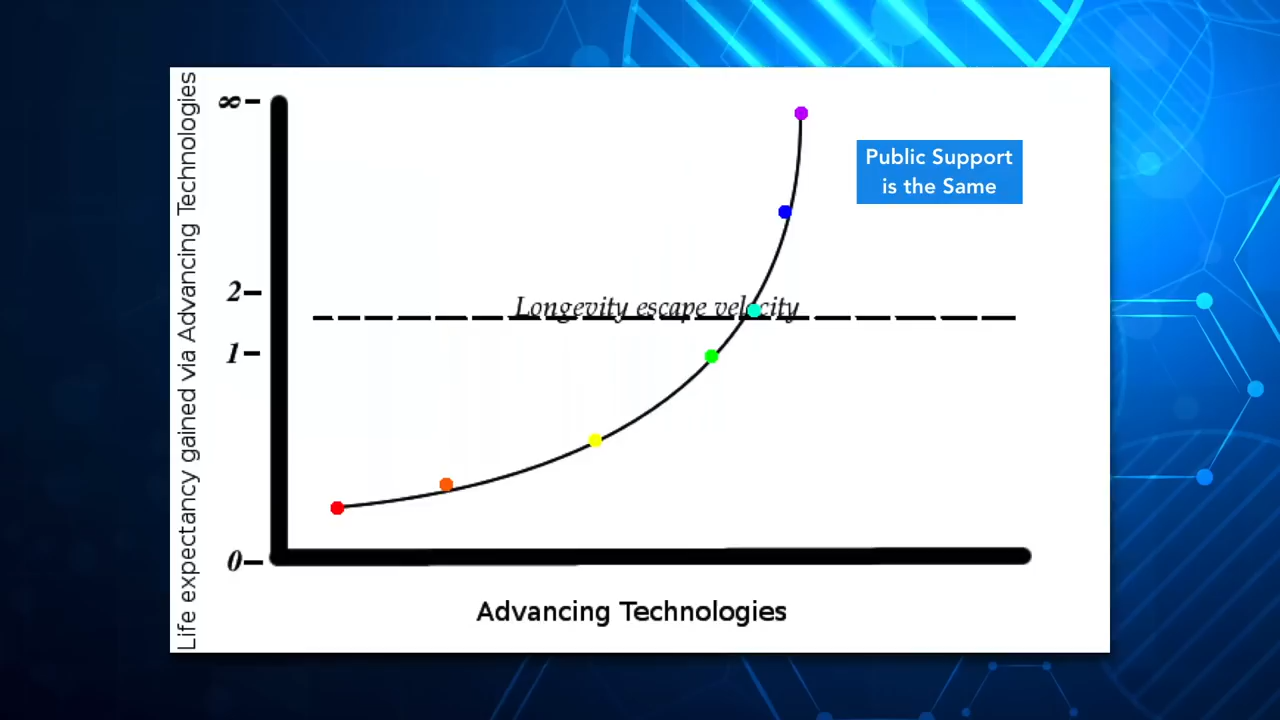 Life expectancy gained via Advancing Technologies
∞
Public Support
is the Same
2
Longevity escape velocity
1
0
Advancing Technologies